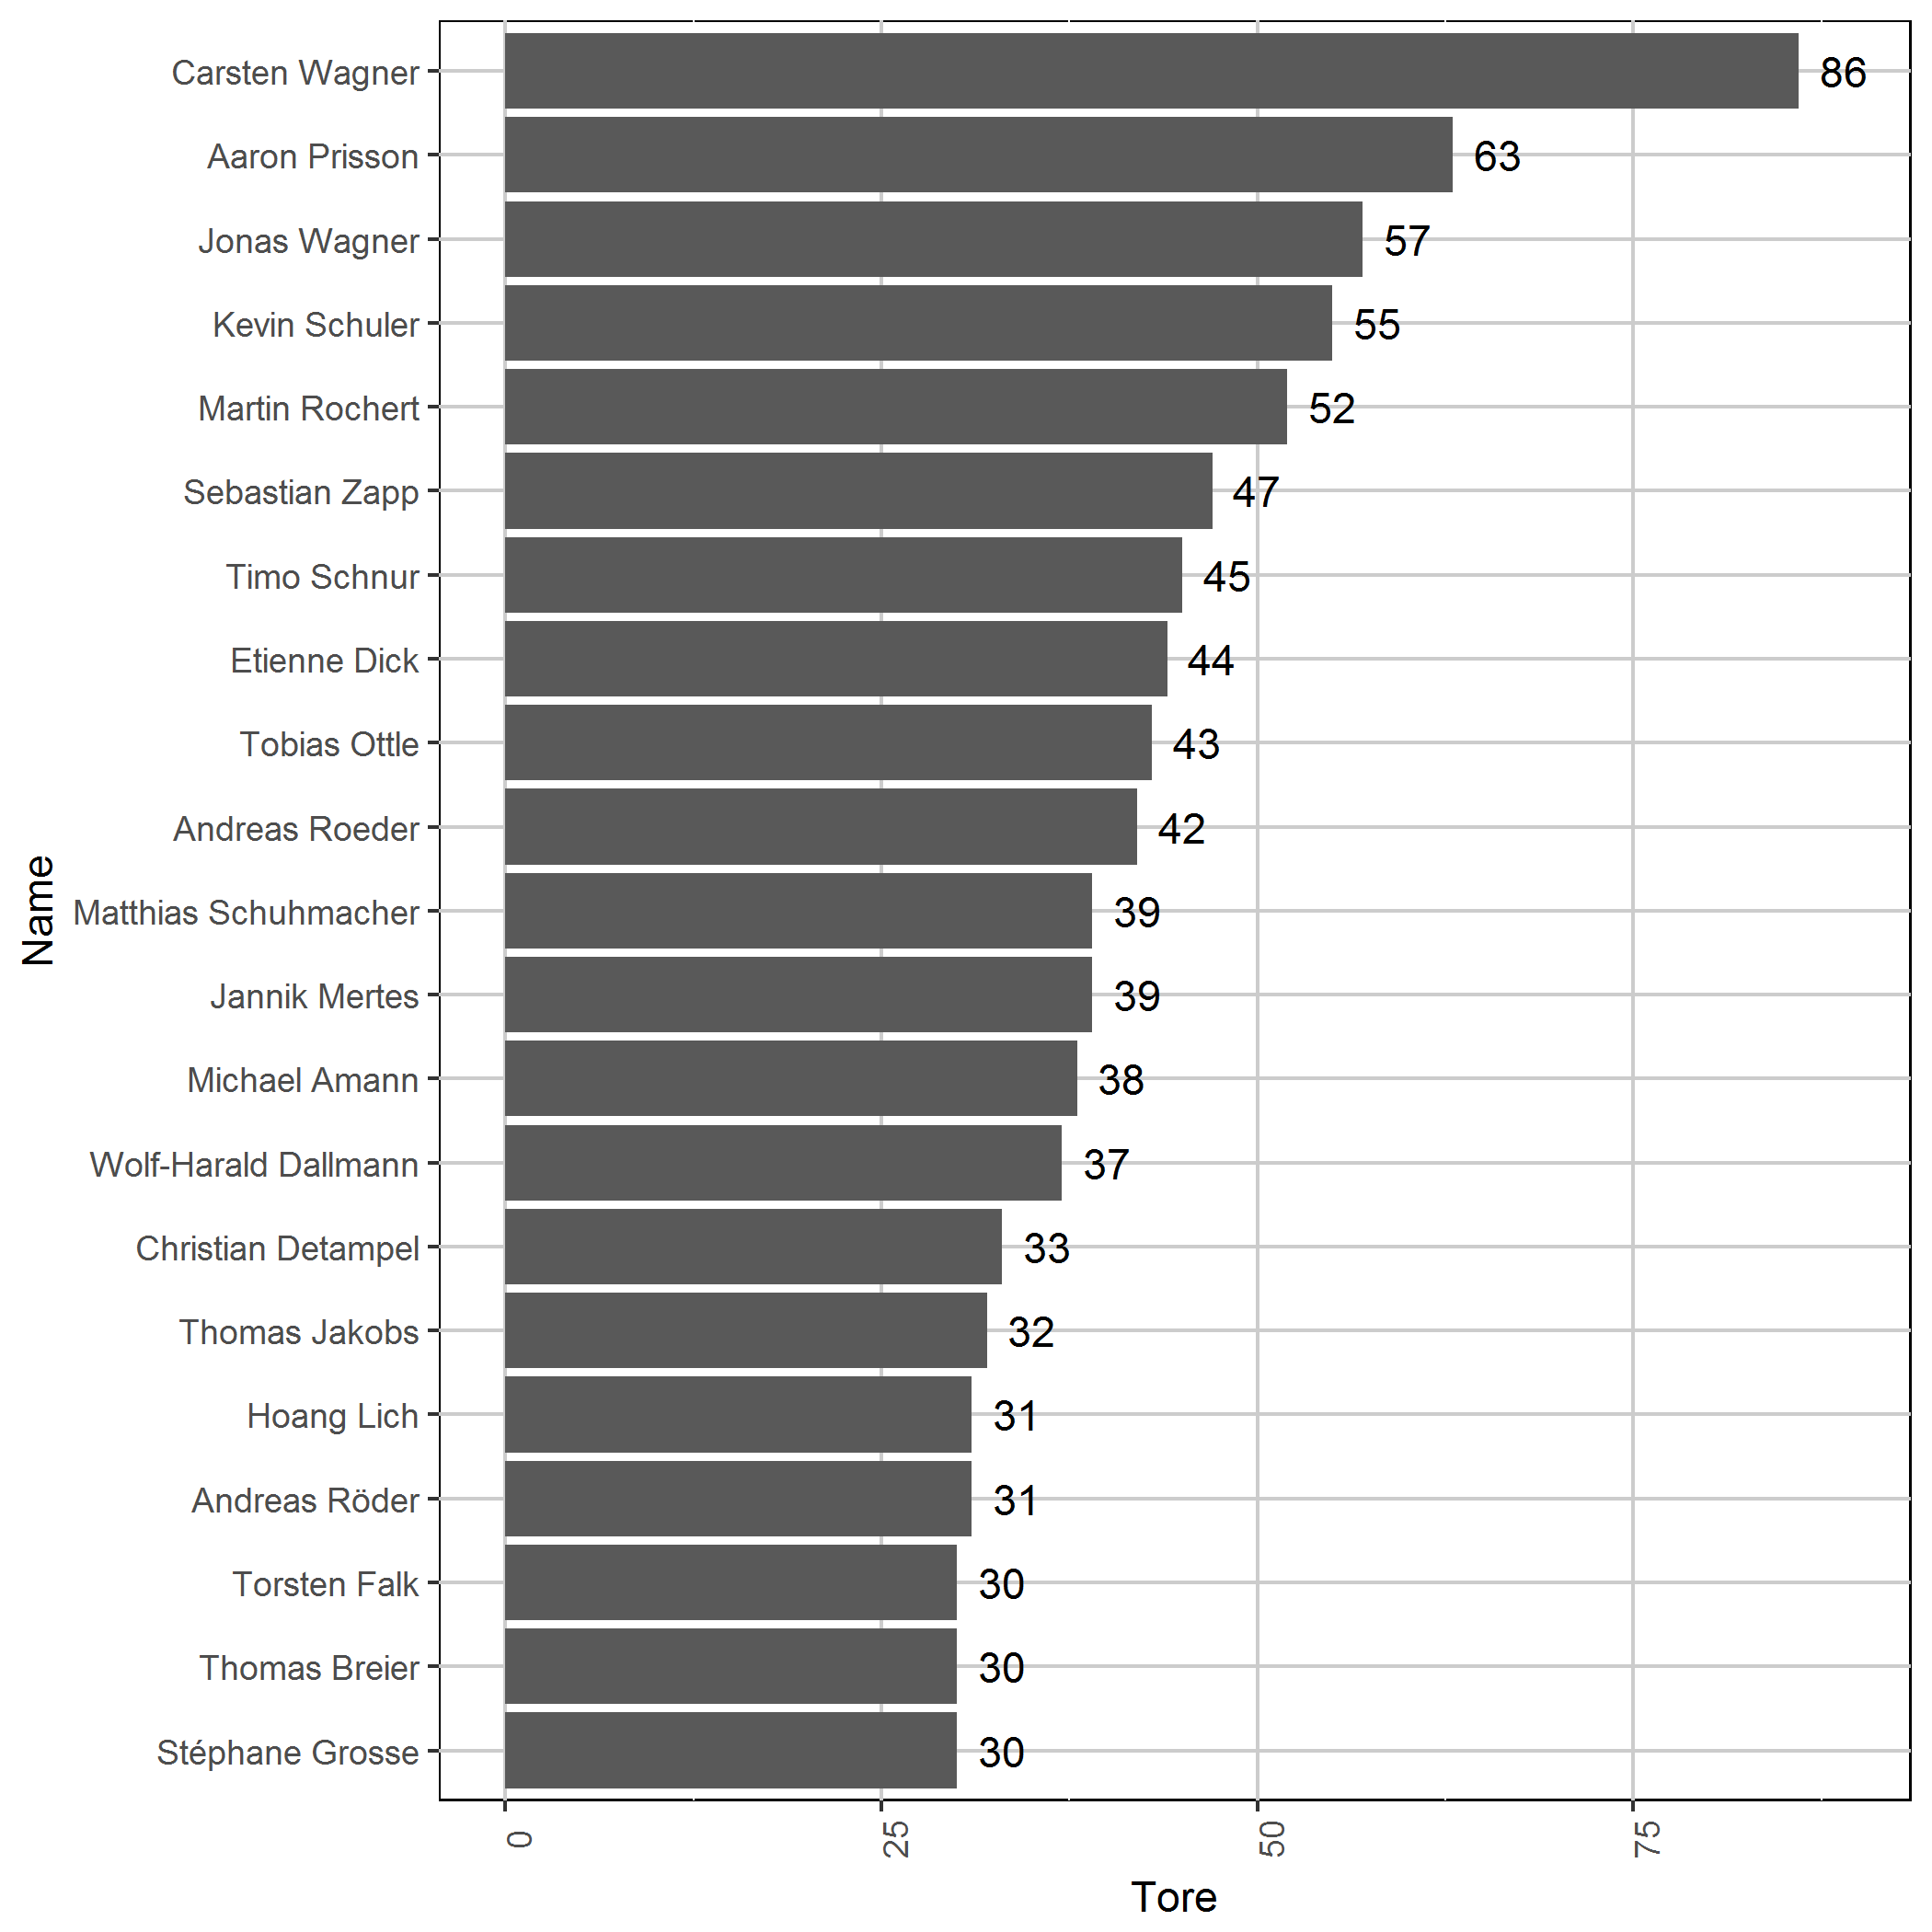 Carsten Wagner 86
Aaron Prisson 63
Jonas Wagner 57
Kevin Schuler 55
Martin Rochert 52
Sebastian Zapp 47
Timo Schnur 45
Etienne Dick 44
Tobias Ottle 43
Andreas Roeder 42
Matthias Schuhmacher 39
Jannik Mertes 39
Michael Amann 38
Wolf-Harald Dallmann 37
Christian Detampel 33
Thomas Jakobs 32
Hoang Lich 31
Andreas Röder 31
Torsten Falk 30
Thomas Breier 30
Stéphane Grosse 30
Name
0 25 50 75
Tore